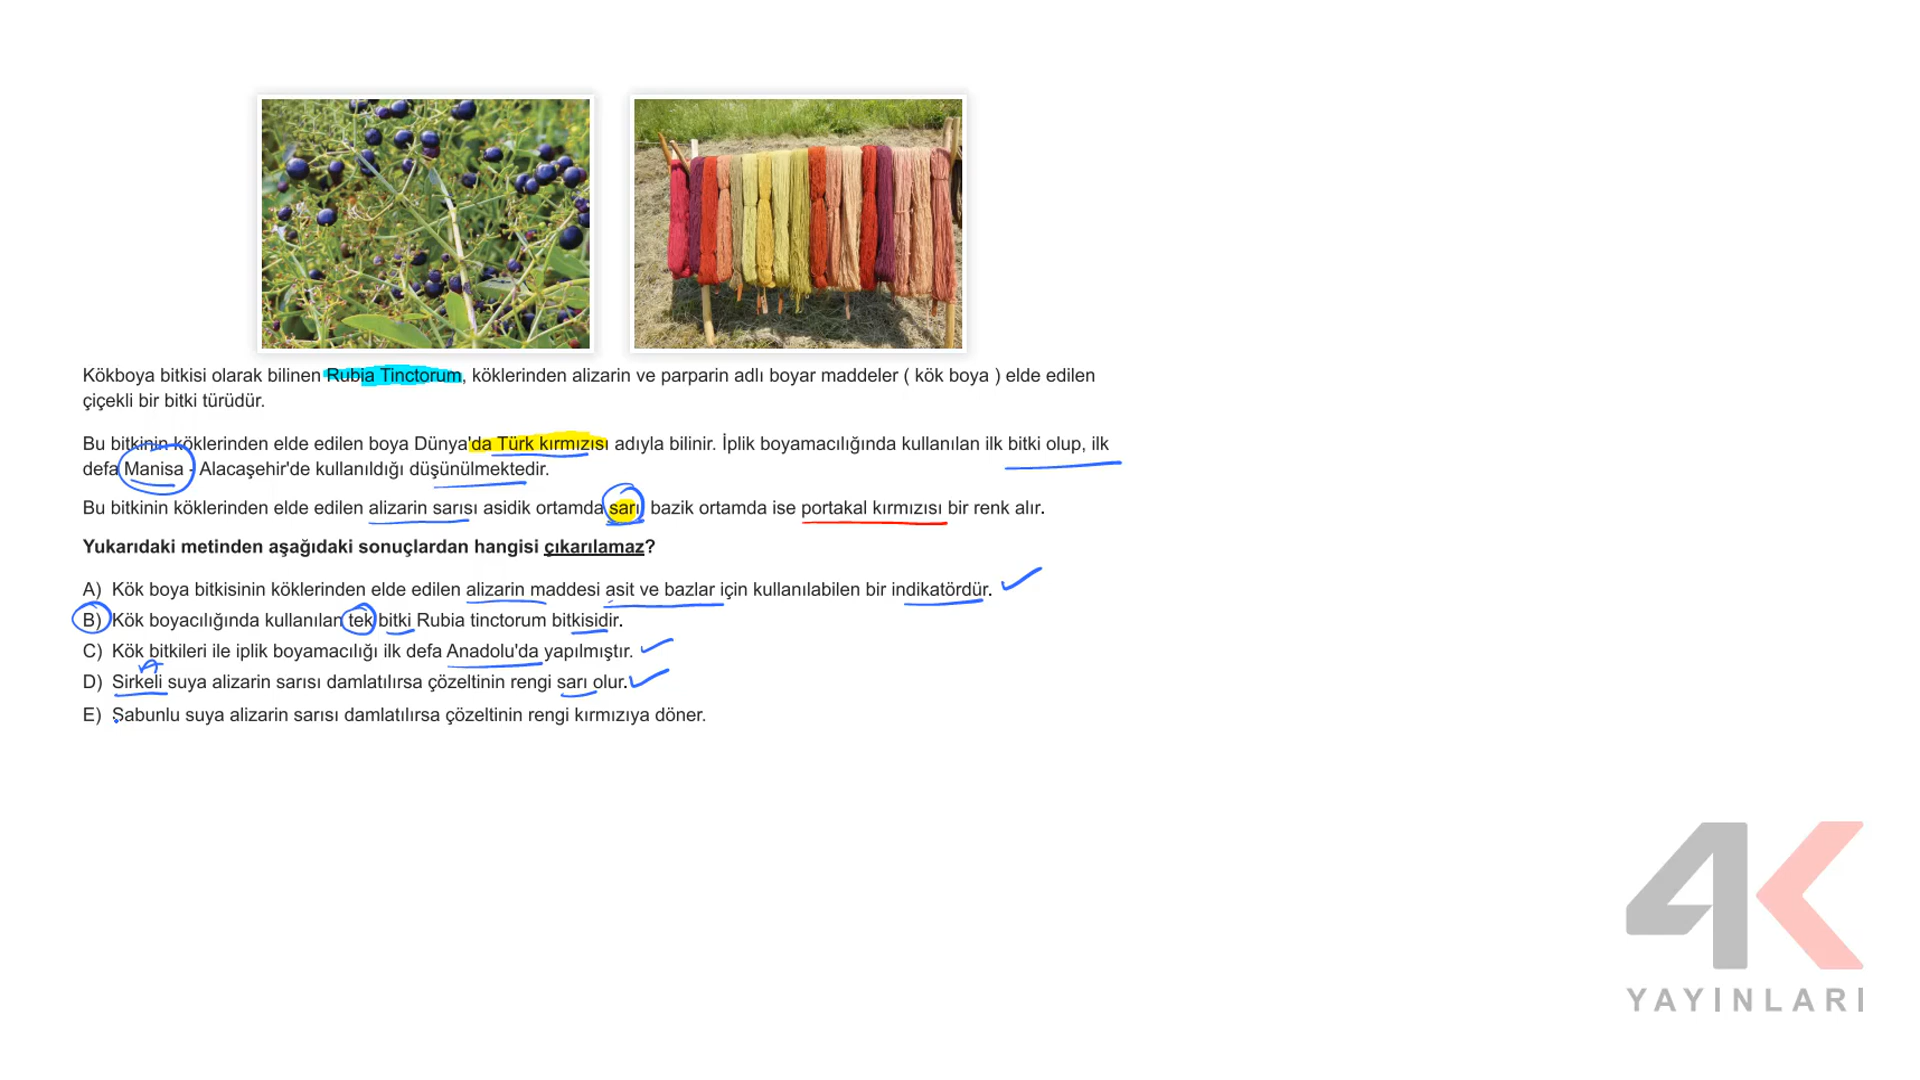 Kökboya bitkisi olarak bilinen Rubia Tinctorum, köklerinden alizarin ve parparin adlı boyar maddeler ( kök boya ) elde edilen
çiçekli bir bitki türüdür.
Bu bitkinin köklerinden elde edilen boya Dünya'da Türk kırmızısı adıyla bilinir. İplik boyamacılığında kullanılan ilk bitki olup, ilk
defa Manisa - Alacaşehir'de kullanıldığı düşünülmektedir.
Bu bitkinin köklerinden elde edilen alizarin sarısı asidik ortamda sarı bazik ortamda ise portakal kırmızısı bir renk alır.
Yukarıdaki metinden aşağıdaki sonuçlardan hangisi çıkarılamaz?
A) Kök boya bitkisinin köklerinden elde edilen alizarin maddesi asit ve bazlar için kullanılabilen bir indikatördür.
B) Kök boyacılığında kullanılan tek bitki Rubia tinctorum bitkisidir.
C) Kök bitkileri ile iplik boyamacılığı ilk defa Anadolu'da yapılmıştır.
A
D) Sirkeli suya alizarin sarısı damlatılırsa çözeltinin rengi sarı olur.
E) Sabunlu suya alizarin sarısı damlatılırsa çözeltinin rengi kırmızıya döner.
4K
YAYINLARI